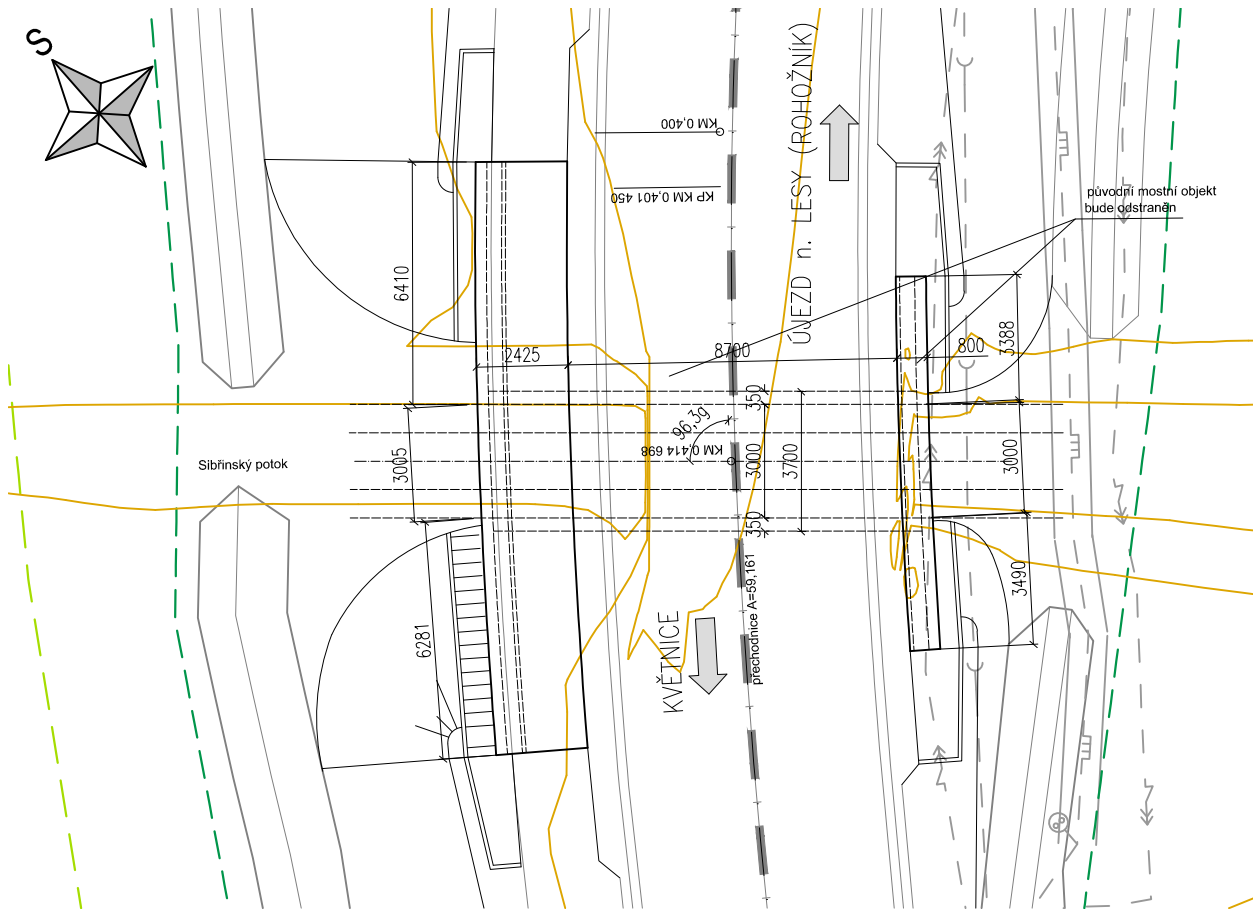 S
KM 0,400
KP KM 0,401 450
ÚJEZD n. LESY (ROHOŽNÍK)
původní mostní objekt
bude odstraněn
6410
2425
8700
800
3388
350
96,3g
KM 0,414 698
3005
3000
3700
3000
Sibřinský potok
350
3490
6281
KVĚTNICE
přechodnice A=59,161